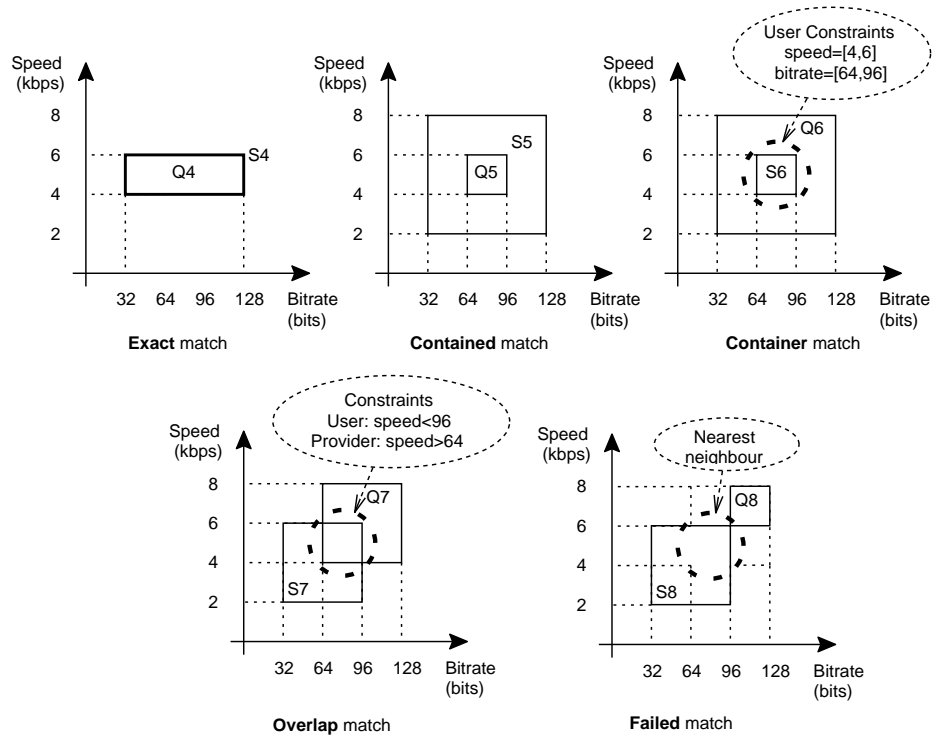 Speed
(kbps)
8
6
4
2
S4
Q4
32 64 96 128 Bitrate
(bits)
Exact match
Speed
(kbps)
8
6
4
2
S5
Q5
32 64 96 128 Bitrate
(bits)
Contained match
User Constraints
speed=[4,6]
bitrate=[64,96]
Speed
(kbps)
8
6
4
2
Q6
S6
32 64 96 128 Bitrate
(bits)
Container match
Constraints
User: speed<96
Provider: speed>64
Speed
(kbps)
8
6
4
2
Q7
S7
32 64 96 128 Bitrate
(bits)
Overlap match
Nearest
neighbour
Speed
(kbps)
8
6
4
2
Q8
S8
32 64 96 128 Bitrate
(bits)
Failed match